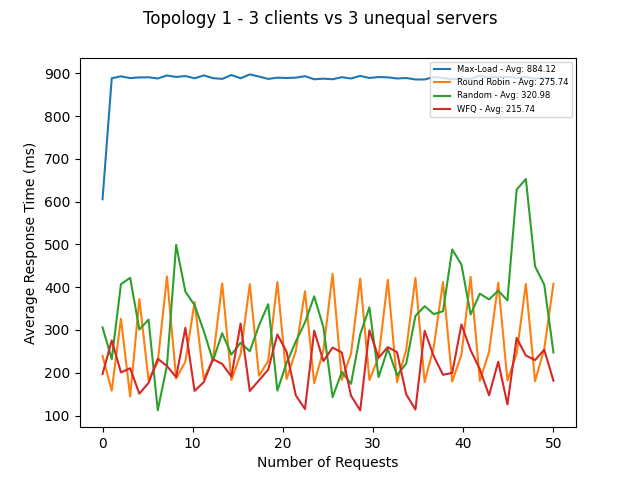 Topology 1 - 3 clients vs 3 unequal servers
Max-Load - Avg: 884.12
Round Robin - Avg: 275.74
Random - Avg: 320.98
WFQ - Avg: 215.74
900
800
700
600
500
400
300
200
100
Average Response Time (ms)
0 10 20 30 40 50
Number of Requests